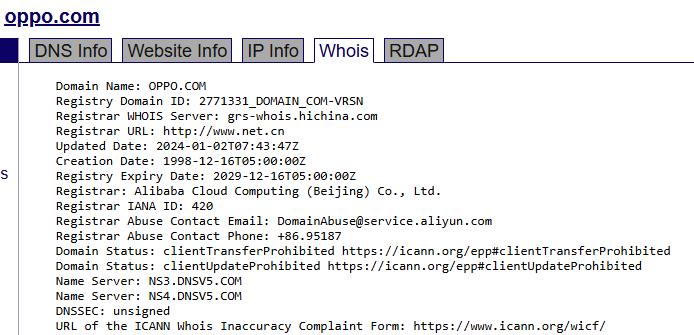 oppo.com
DNS Info Website Info IP Info Whois RDAP
Domain Name: OPPO.COM
Registry Domain ID: 2771331_DOMAIN_COM-VRSN
Registrar WHOIS Server: grs-whois.hichina.com
Registrar URL: http://www.net.cn
Updated Date: 2024-01-02T07:43:47Z
Creation Date: 1998-12-16T05:00:00Z
Registry Expiry Date: 2029-12-16T05:00:00Z
s
Registrar: Alibaba Cloud Computing (Beijing) Co., Ltd.
Registrar IANA ID: 420
Registrar Abuse Contact Email: DomainAbuse@service.aliyun.com
Registrar Abuse Contact Phone: +86.95187
Domain Status: clientTransferProhibited https://icann.org/epp#clientTransferProhibited
Domain Status: clientUpdateProhibited https://icann.org/epp#clientUpdateProhibited
Name Server: NS3.DNSV5.COM
Name Server: NS4.DNSV5.COM
DNSSEC: unsigned
URL of the ICANN Whois Inaccuracy Complaint Form: https://www.icann.org/wicf/